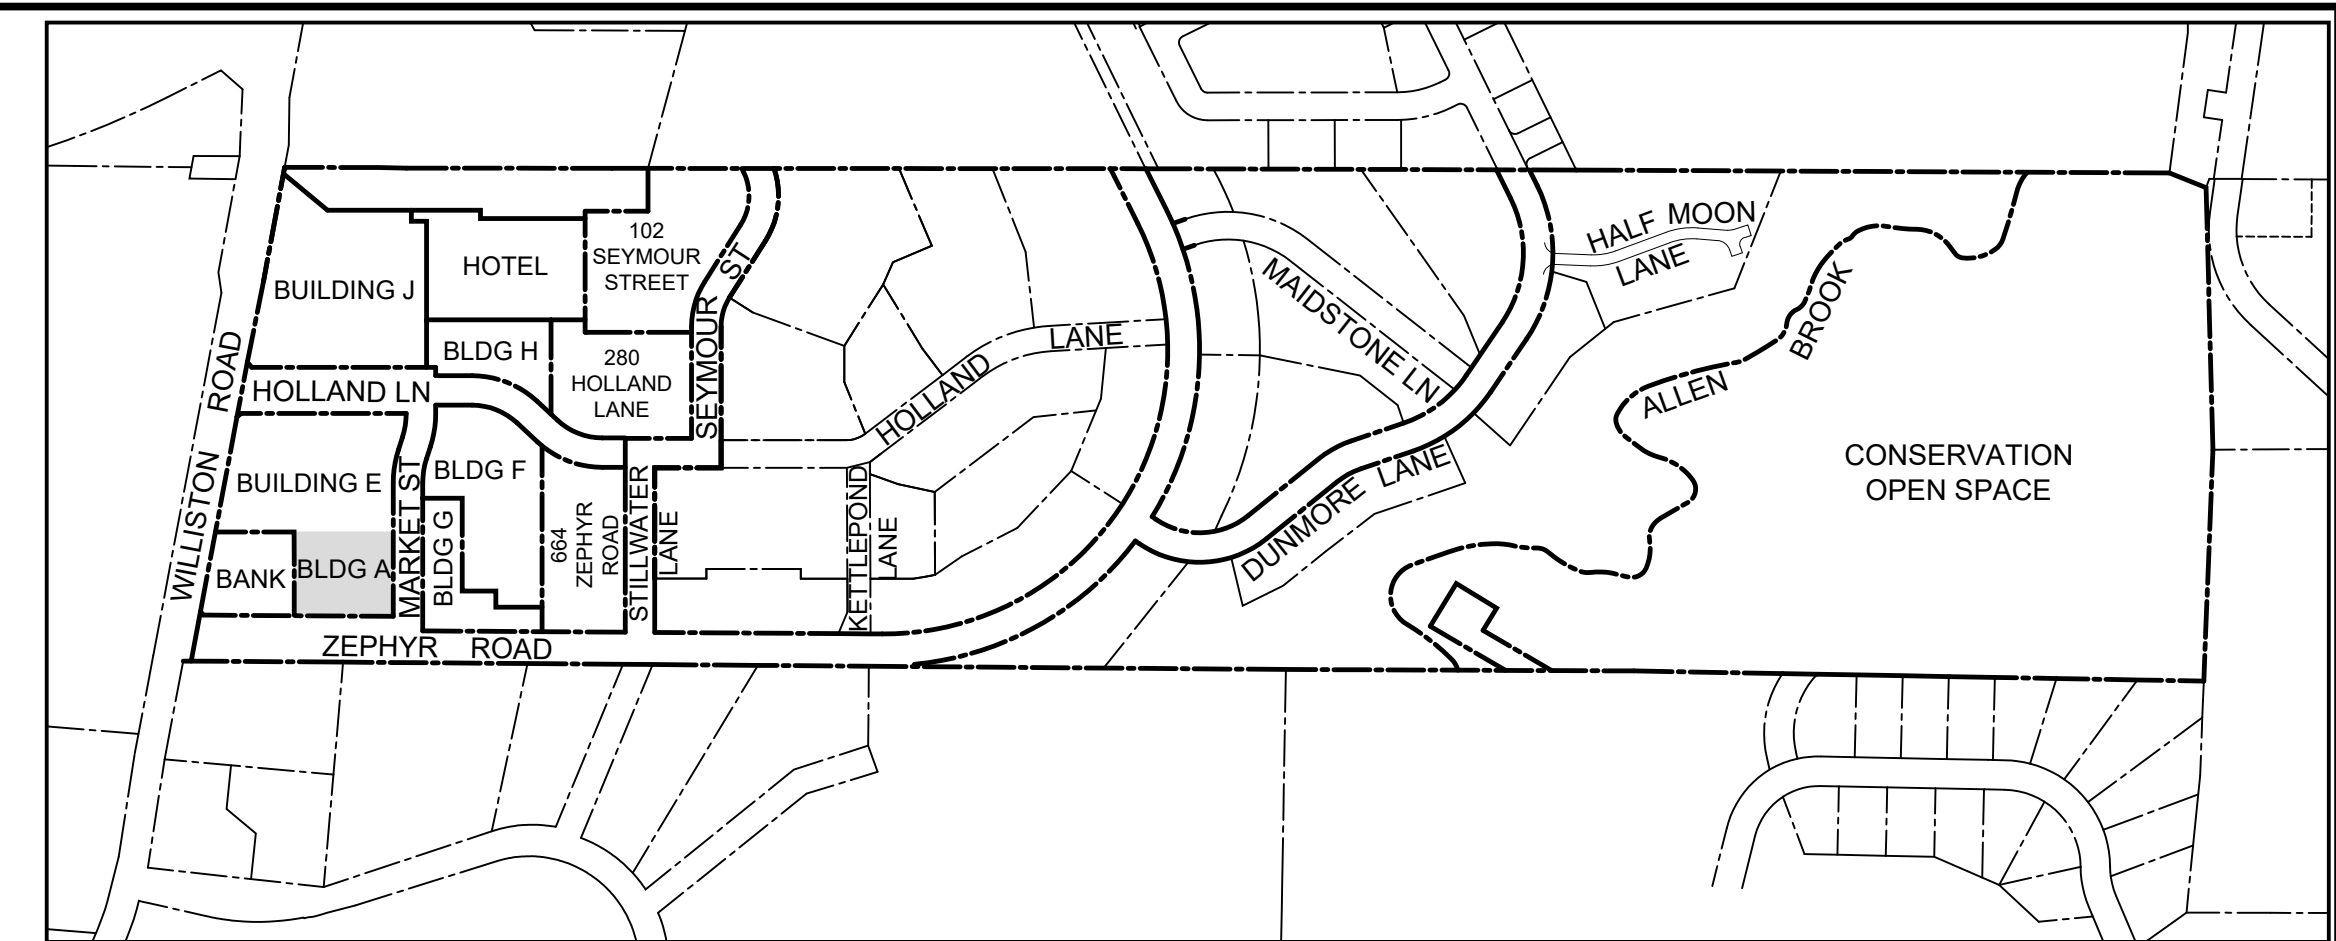 102
SEYMOUR
STREET
HOTEL
BUILDING J
SEYMOUR ST
HALF MOON
LANE
MAIDSTONE LN
ALLEN BROOK
BLDG H
280
HOLLAND
LANE
HOLLAND LANE
WILLISTON ROAD
HOLLAND LN
BUILDING E
MARKET ST
BLDG F
BLDG G
664
ZEPHYR
ROAD
STILLWATER
LANE
KETTLEPOND
LANE
DUNMORE LANE
CONSERVATION
OPEN SPACE
BANK
BLDG A
ZEPHYR ROAD